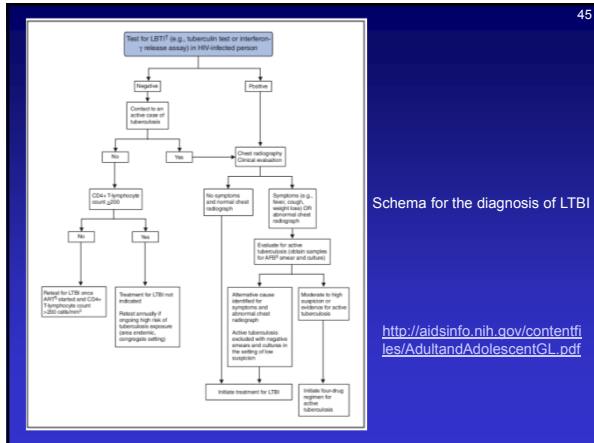 45
Test for LBTI† (e.g., tuberculin test or interferon-
γ release assay) in HIV-infected person
Negative
Positive
Contact to an
active case of
tuberculosis
No
Yes
Chest radiography
Clinical evaluation
CD4+ T-lymphocyte
count ≥200
No symptoms
and normal chest
radiograph
Symptoms (e.g.,
fever, cough,
weight loss) OR
abnormal chest
radiograph
No
Yes
Evaluate for active
tuberculosis (obtain samples
for AFB§ smear and culture)
Retest for LTBI once
ART¶ started and CD4+
T-lymphocyte count
>200 cells/mm³
Treatment for LTBI not
indicated
Retest annually if
ongoing high risk of
tuberculosis exposure
(area endemic,
congregate setting)
Alternative cause
identified for
symptoms and
abnormal chest
radiograph
Active tuberculosis
excluded with negative
smears and cultures in
the setting of low
suspicion
Moderate to high
suspicion or
evidence for active
tuberculosis
Initiate treatment for LTBI
Initiate four-drug
regimen for
active
tuberculosis
Schema for the diagnosis of LTBI
http://aidsinfo.nih.gov/contentfi
les/AdultandAdolescentGL.pdf